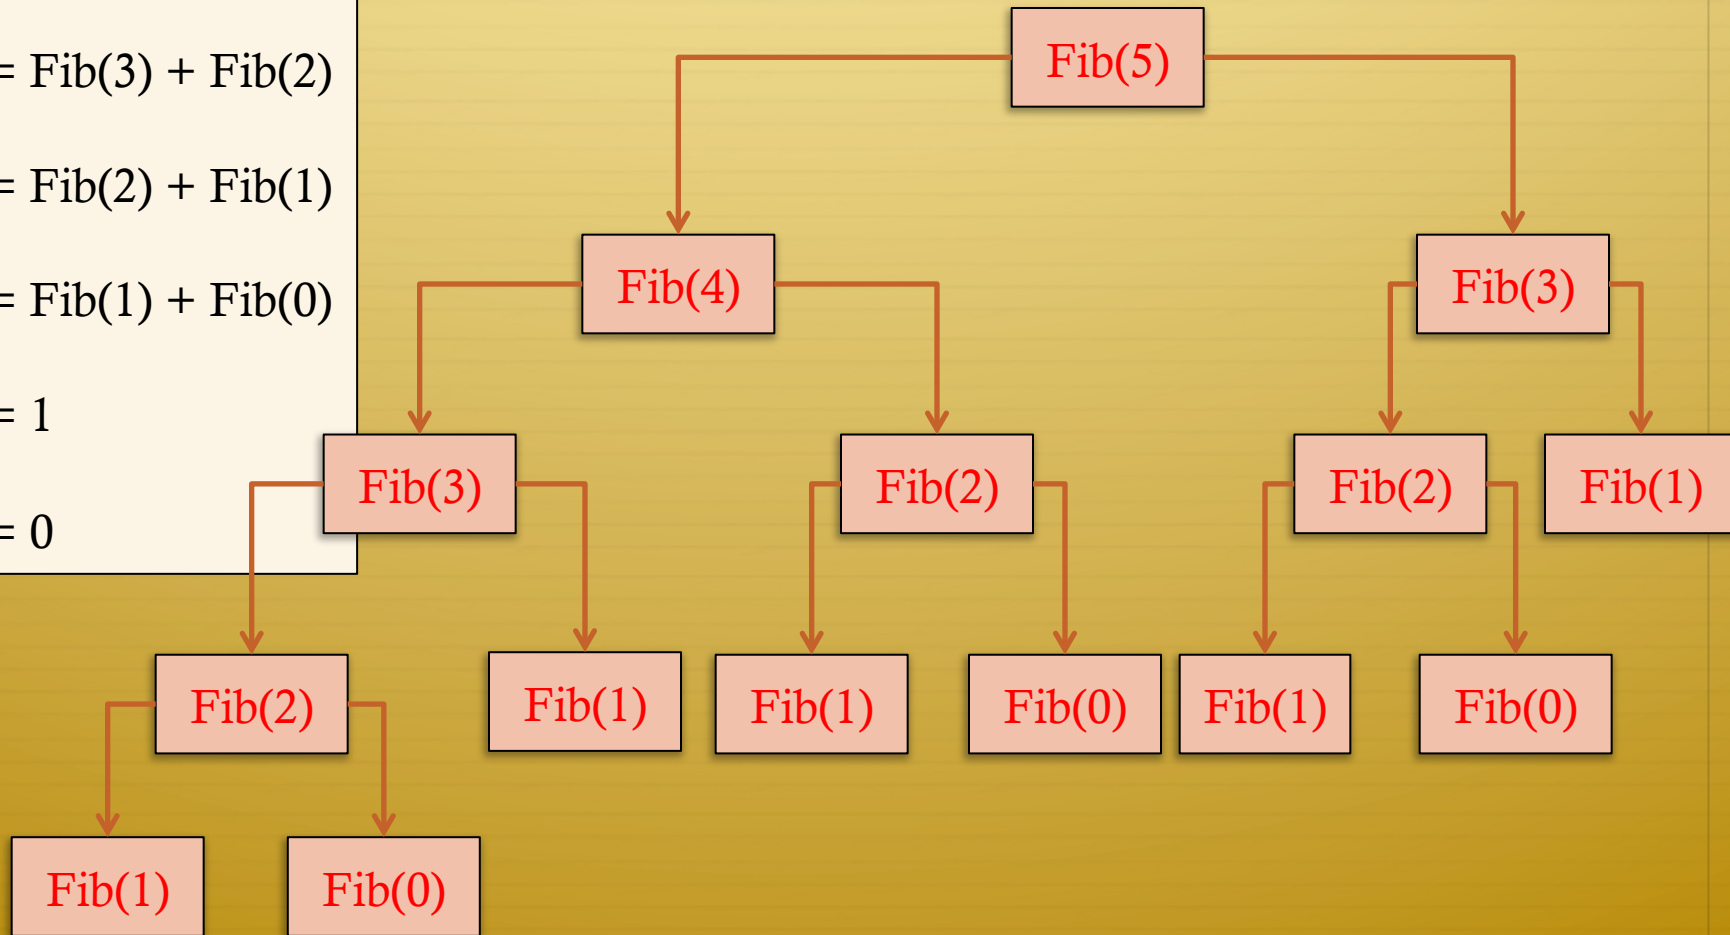 = Fib(3) + Fib(2)
= Fib(2) + Fib(1)
= Fib(1) + Fib(0)
= 1
= 0
Fib(5)
Fib(4) Fib(3)
Fib(3) Fib(2) Fib(2) Fib(1)
Fib(2) Fib(1) Fib(1) Fib(0) Fib(1) Fib(0)
Fib(1) Fib(0)